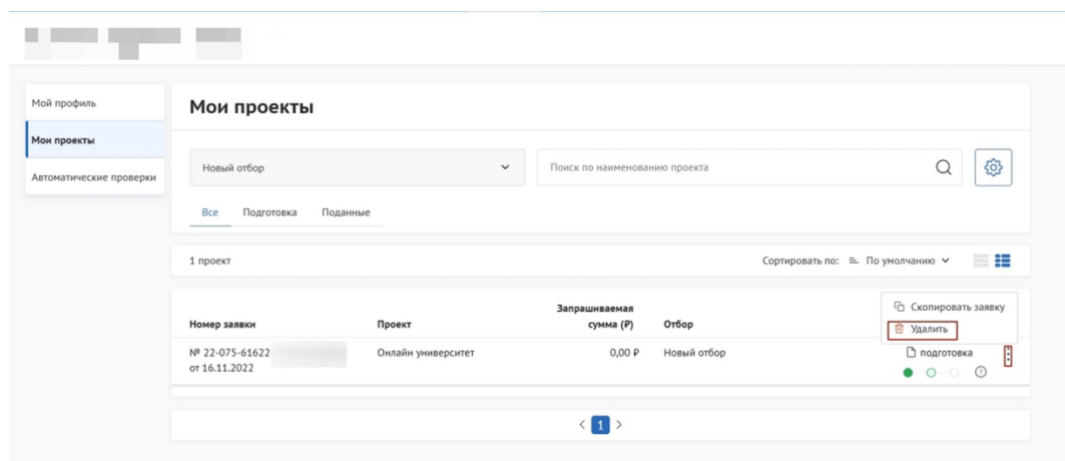 Мой профиль
Мои проекты
Автоматические проверки
Мои проекты
Новый отбор
Поиск по наименованию проекта
Все Подготовка Поданные
1 проект
Сортировать по: По умолчанию
Скопировать заявку
Удалить
Номер заявки Проект Запрашиваемая сумма (₽) Отбор
№ 22-075-61622 Онлайн университет 0,00 ₽ Новый отбор подготовка
от 16.11.2022
< 1 >